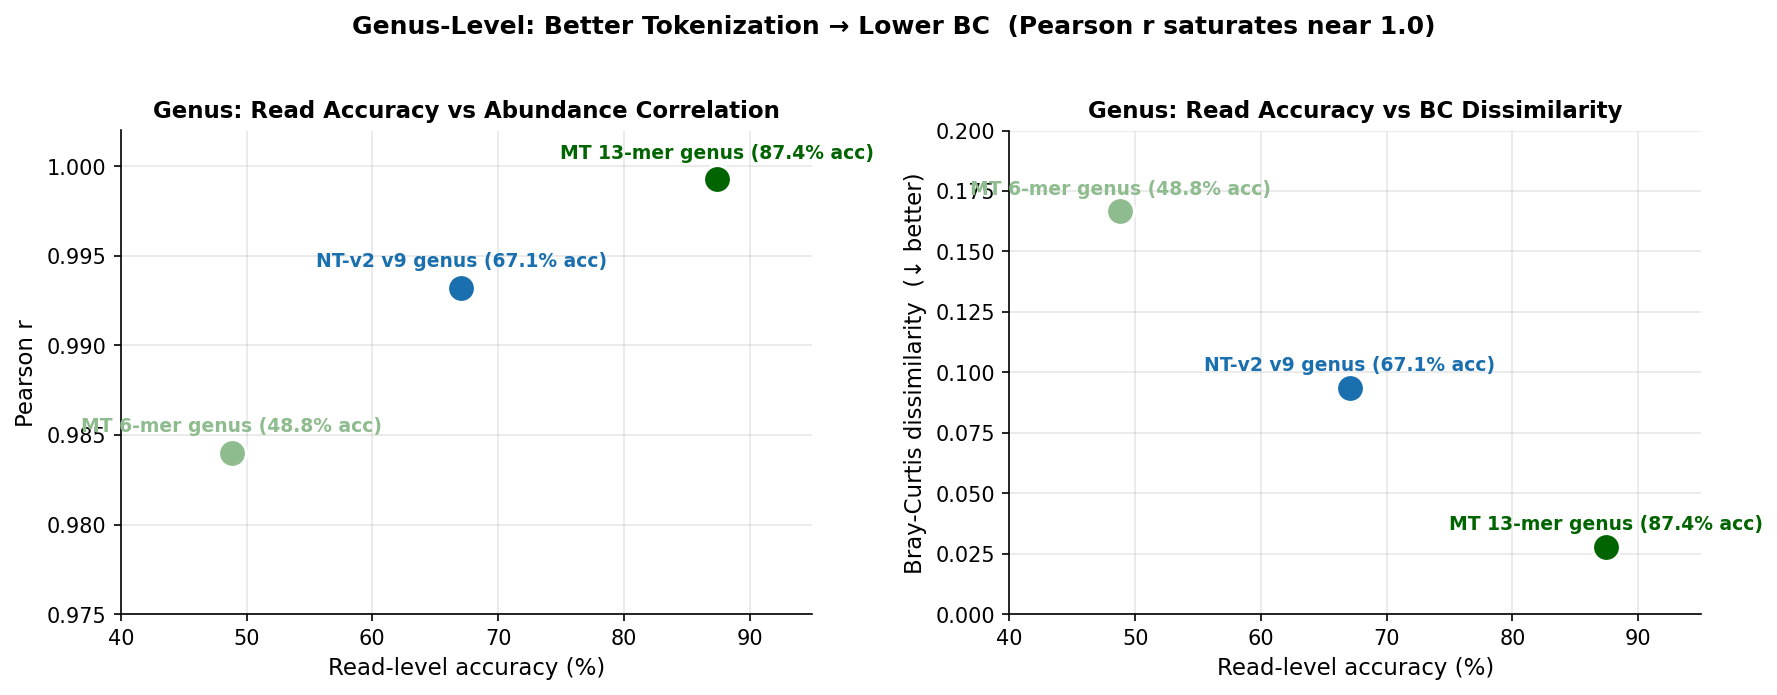 Genus-Level: Better Tokenization → Lower BC  (Pearson r saturates near 1.0)
Genus: Read Accuracy vs Abundance Correlation
Pearson r
1.000
0.995
0.990
0.985
0.980
0.975
MT 13-mer genus (87.4% acc)
NT-v2 v9 genus (67.1% acc)
MT 6-mer genus (48.8% acc)
40 50 60 70 80 90
Read-level accuracy (%)
Genus: Read Accuracy vs BC Dissimilarity
Bray-Curtis dissimilarity  (↓ better)
0.200
0.175
0.150
0.125
0.100
0.075
0.050
0.025
0.000
MT 6-mer genus (48.8% acc)
NT-v2 v9 genus (67.1% acc)
MT 13-mer genus (87.4% acc)
40 50 60 70 80 90
Read-level accuracy (%)